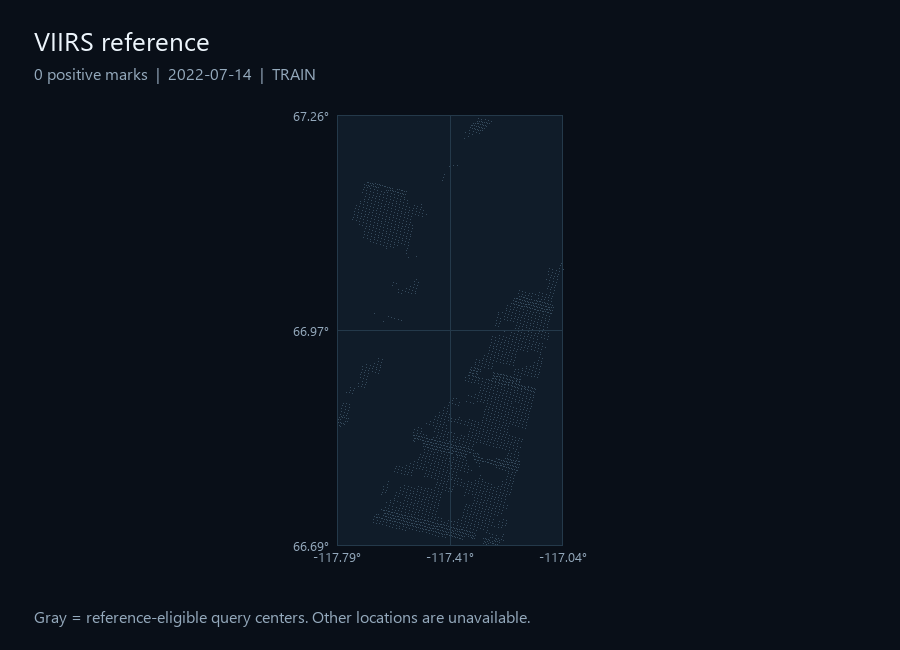 VIIRS reference
0 positive marks | 2022-07-14 | TRAIN
67.26°
66.97°
66.69°
-117.79° -117.41° -117.04°
Gray = reference-eligible query centers. Other locations are unavailable.